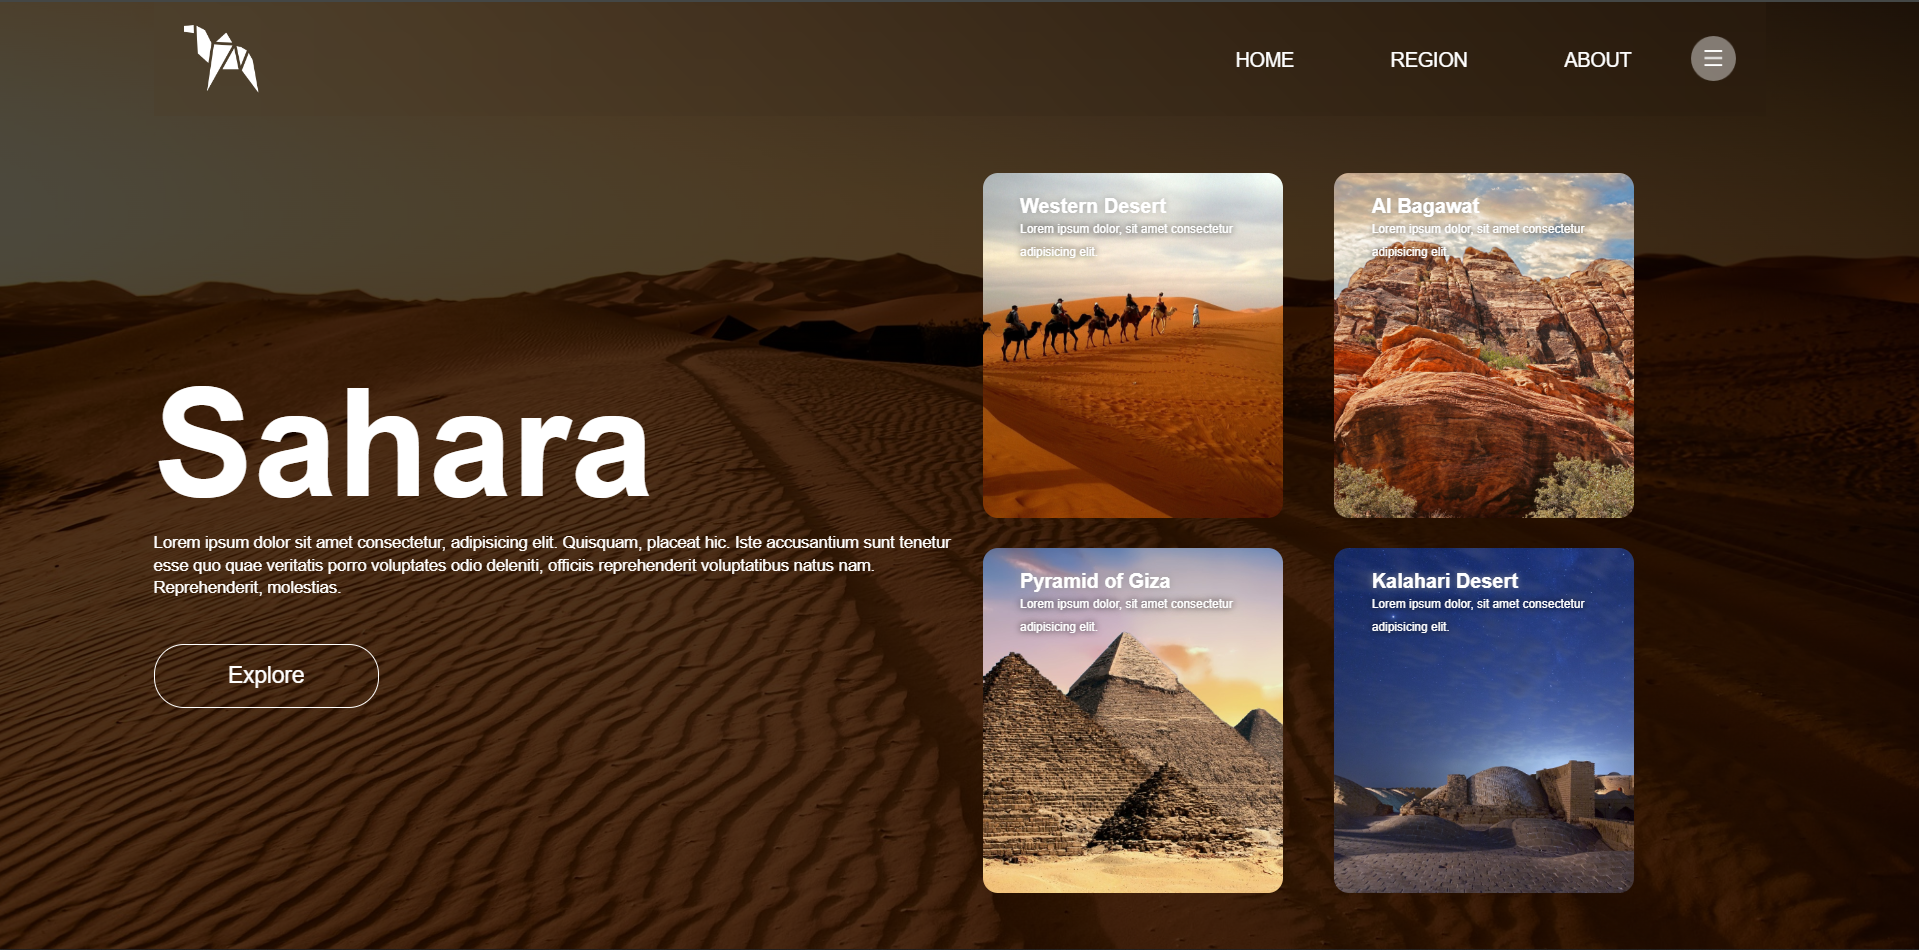 HOME
REGION
ABOUT
Sahara
Lorem ipsum dolor sit amet consectetur, adipisicing elit. Quisquam, placeat hic. Iste accusantium sunt tenetur
esse quo quae veritatis porro voluptates odio deleniti, officiis reprehenderit voluptatibus natus nam.
Reprehenderit, molestias.
Explore
Western Desert
Lorem ipsum dolor, sit amet consectetur
adipisicing elit.
Al Bagawat
Lorem ipsum dolor, sit amet consectetur
adipisicing elit.
Pyramid of Giza
Lorem ipsum dolor, sit amet consectetur
adipisicing elit.
Kalahari Desert
Lorem ipsum dolor, sit amet consectetur
adipisicing elit.